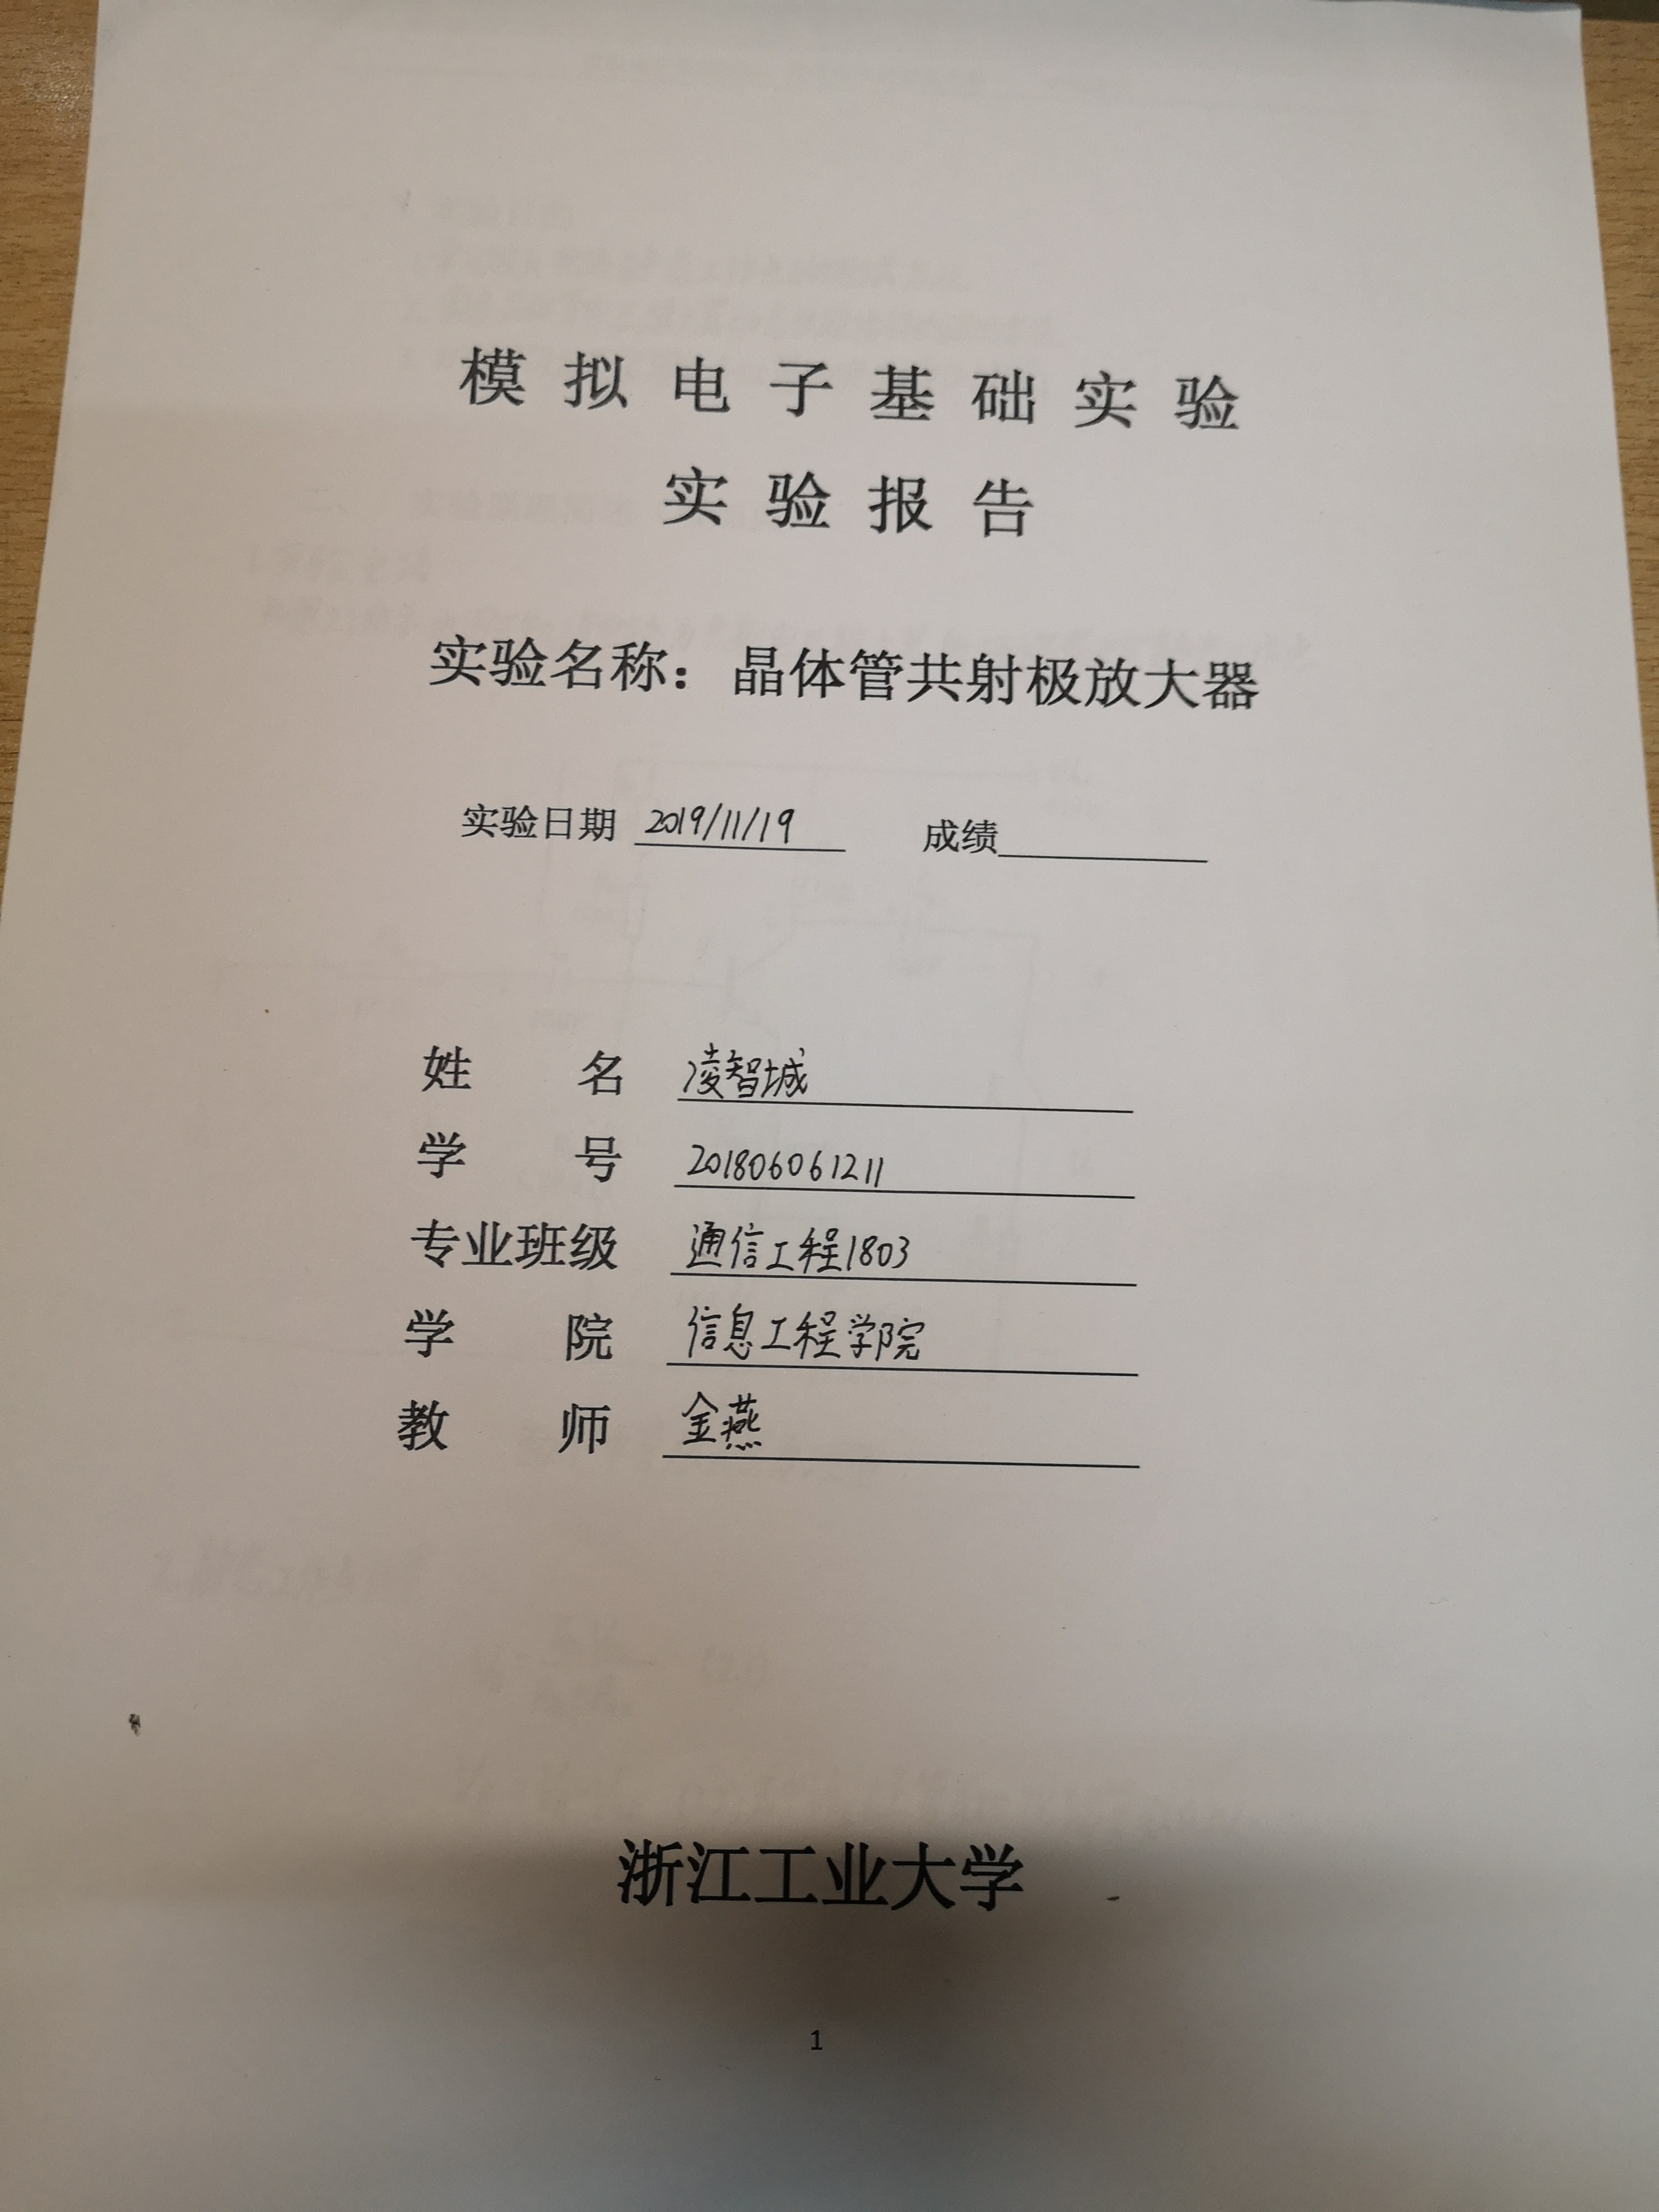 模拟电子基础实验
实验报告
实验名称：晶体管共射极放大器
实验日期 2019/11/19 成绩
姓名 凌智城
学号 201806061211
专业班级 通信工程1803
学院 信息工程学院
教师 金燕
浙江工业大学
1